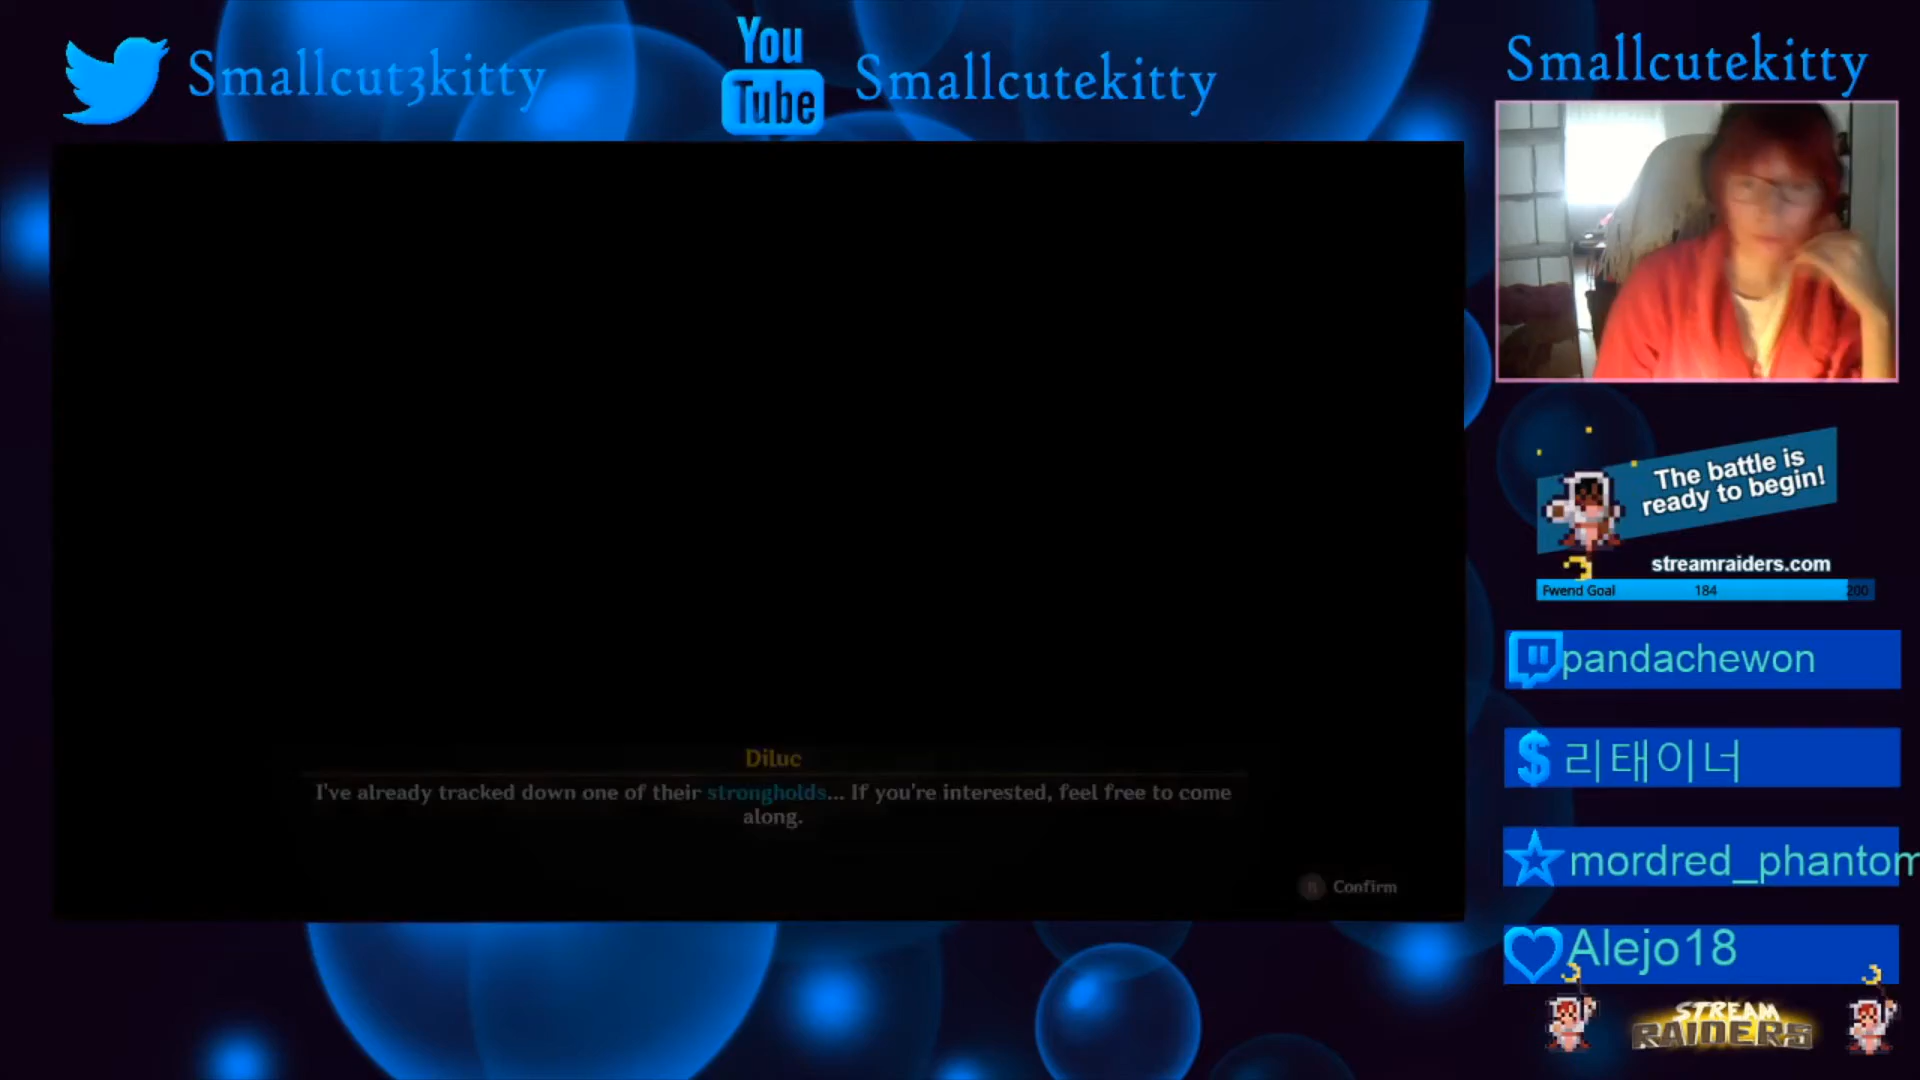 Smallcut3kitty
You
Tube
Smallcutekitty
Smallcutekitty
The battle is
ready to begin!
streamraiders.com
Fwend Goal 184 200
pandachewon
리태이너
mordred_phantom
Alejo18
STREAM
RAIDERS
Diluc
I've already tracked down one of their strongholds... If you're interested, feel free to come
along.
Confirm